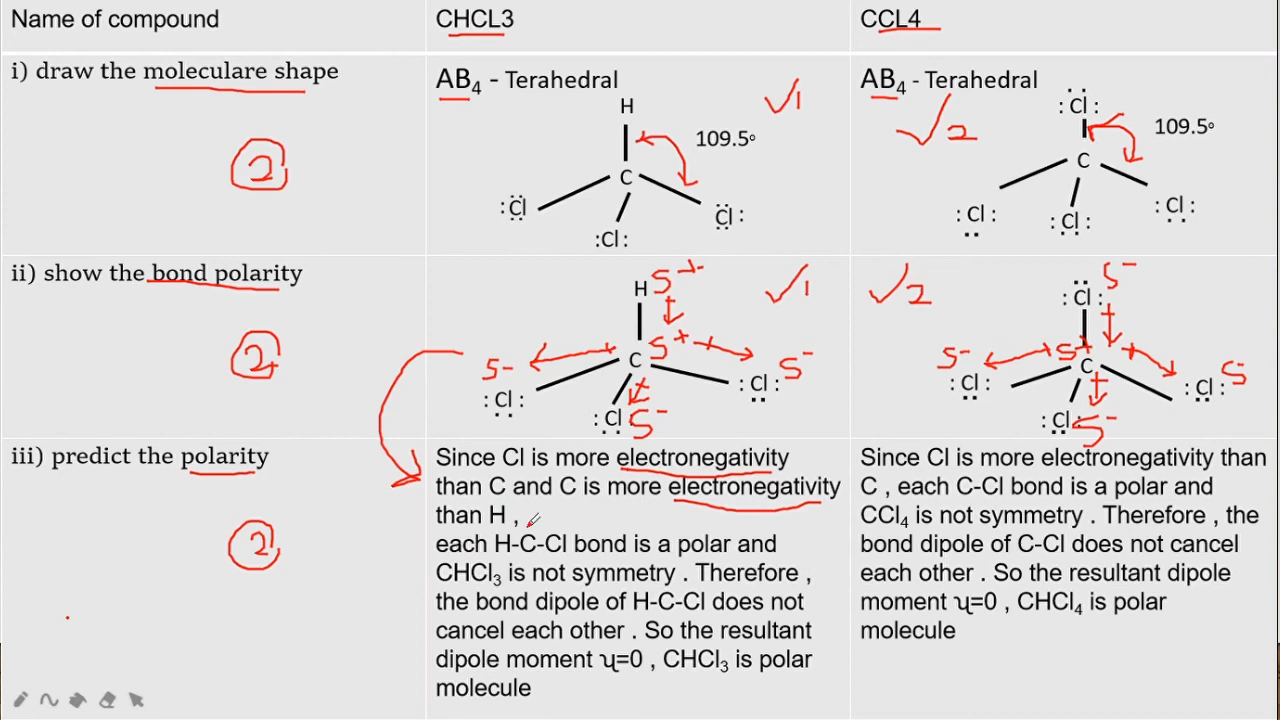 Name of compound
CHCL3
CCL4
i) draw the moleculare shape
2
AB₄ - Terahedral
✓1
H
109.5°
C
:Cl
Cl:
:Cl:
AB₄ - Terahedral
✓2
:Cl:
109.5°
C
:Cl:
:Cl:
:Cl:
ii) show the bond polarity
2
✓1
H
S+
C
S+
S-
:Cl:
S-
:Cl:
:Cl
S-
✓2
S-
:Cl:
S+
C
S-
:Cl:
:Cl:
S-
:Cl
S-
iii) predict the polarity
2
Since Cl is more electronegativity
than C and C is more electronegativity
than H ,
each H-C-Cl bond is a polar and
CHCl₃ is not symmetry . Therefore ,
the bond dipole of H-C-Cl does not
cancel each other . So the resultant
dipole moment ʯ=0 , CHCl₃ is polar
molecule
Since Cl is more electronegativity than
C , each C-Cl bond is a polar and
CCl₄ is not symmetry . Therefore , the
bond dipole of C-Cl does not cancel
each other . So the resultant dipole
moment ʯ=0 , CHCl₄ is polar
molecule